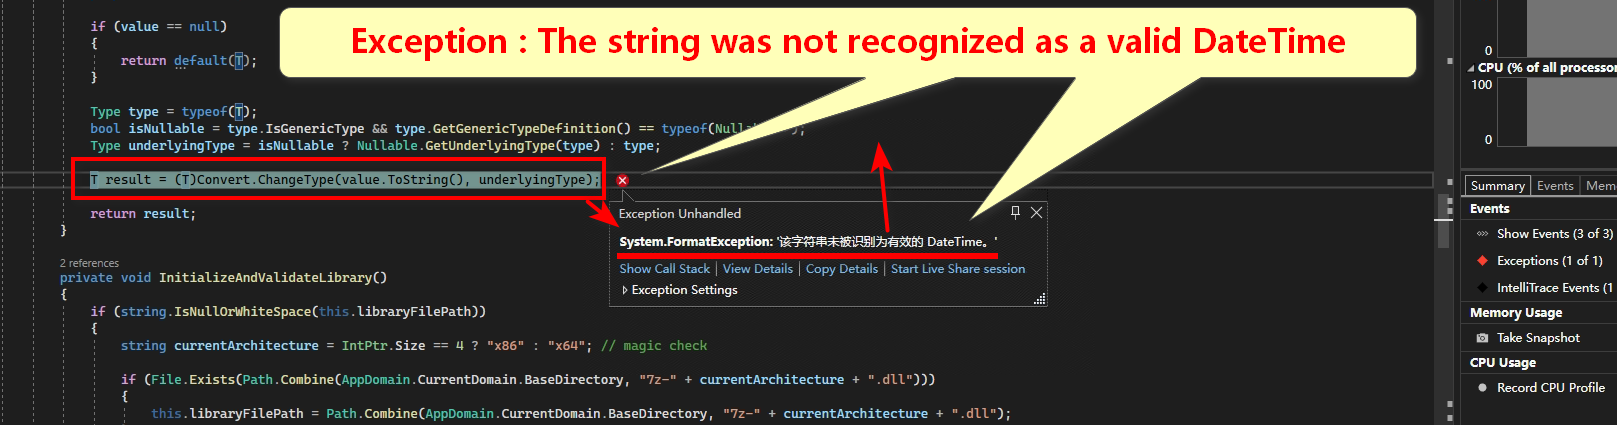 if (value == null)
{
return default(T);
}
Type type = typeof(T);
bool isNullable = type.IsGenericType && type.GetGenericTypeDefinition() == typeof(Null
;
Type underlyingType = isNullable ? Nullable.GetUnderlyingType(type) : type;
T result = (T)Convert.ChangeType(value.ToString(), underlyingType);
return result;
}
2 references
private void InitializeAndValidateLibrary()
{
if (string.IsNullOrWhiteSpace(this.libraryFilePath))
{
string currentArchitecture = IntPtr.Size == 4 ? "x86" : "x64"; // magic check
if (File.Exists(Path.Combine(AppDomain.CurrentDomain.BaseDirectory, "7z-" + currentArchitecture + ".dll")))
{
this.libraryFilePath = Path.Combine(AppDomain.CurrentDomain.BaseDirectory, "7z-" + currentArchitecture + ".dll");
Exception : The string was not recognized as a valid DateTime
Exception Unhandled
System.FormatException: '该字符串未被识别为有效的 DateTime。'
Show Call Stack | View Details | Copy Details | Start Live Share session
Exception Settings
0
CPU (% of all processor
100
0
Summary Events Mem
Events
Show Events (3 of 3)
Exceptions (1 of 1)
IntelliTrace Events (1
Memory Usage
Take Snapshot
CPU Usage
Record CPU Profile